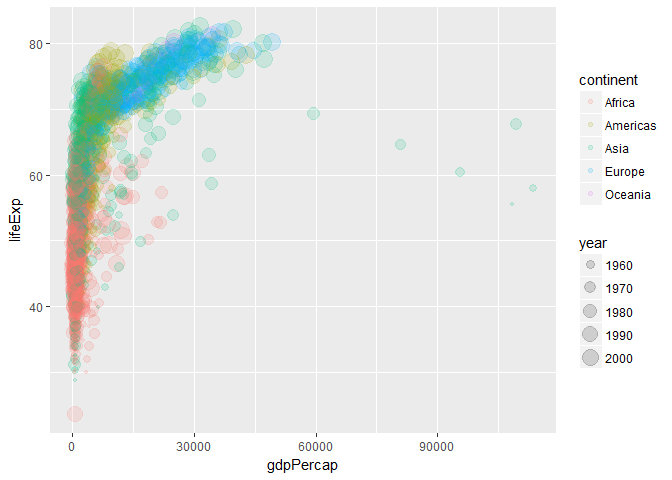 80
60
40
lifeExp
0
30000
60000
90000
gdpPercap
continent
Africa
Americas
Asia
Europe
Oceania
year
1960
1970
1980
1990
2000